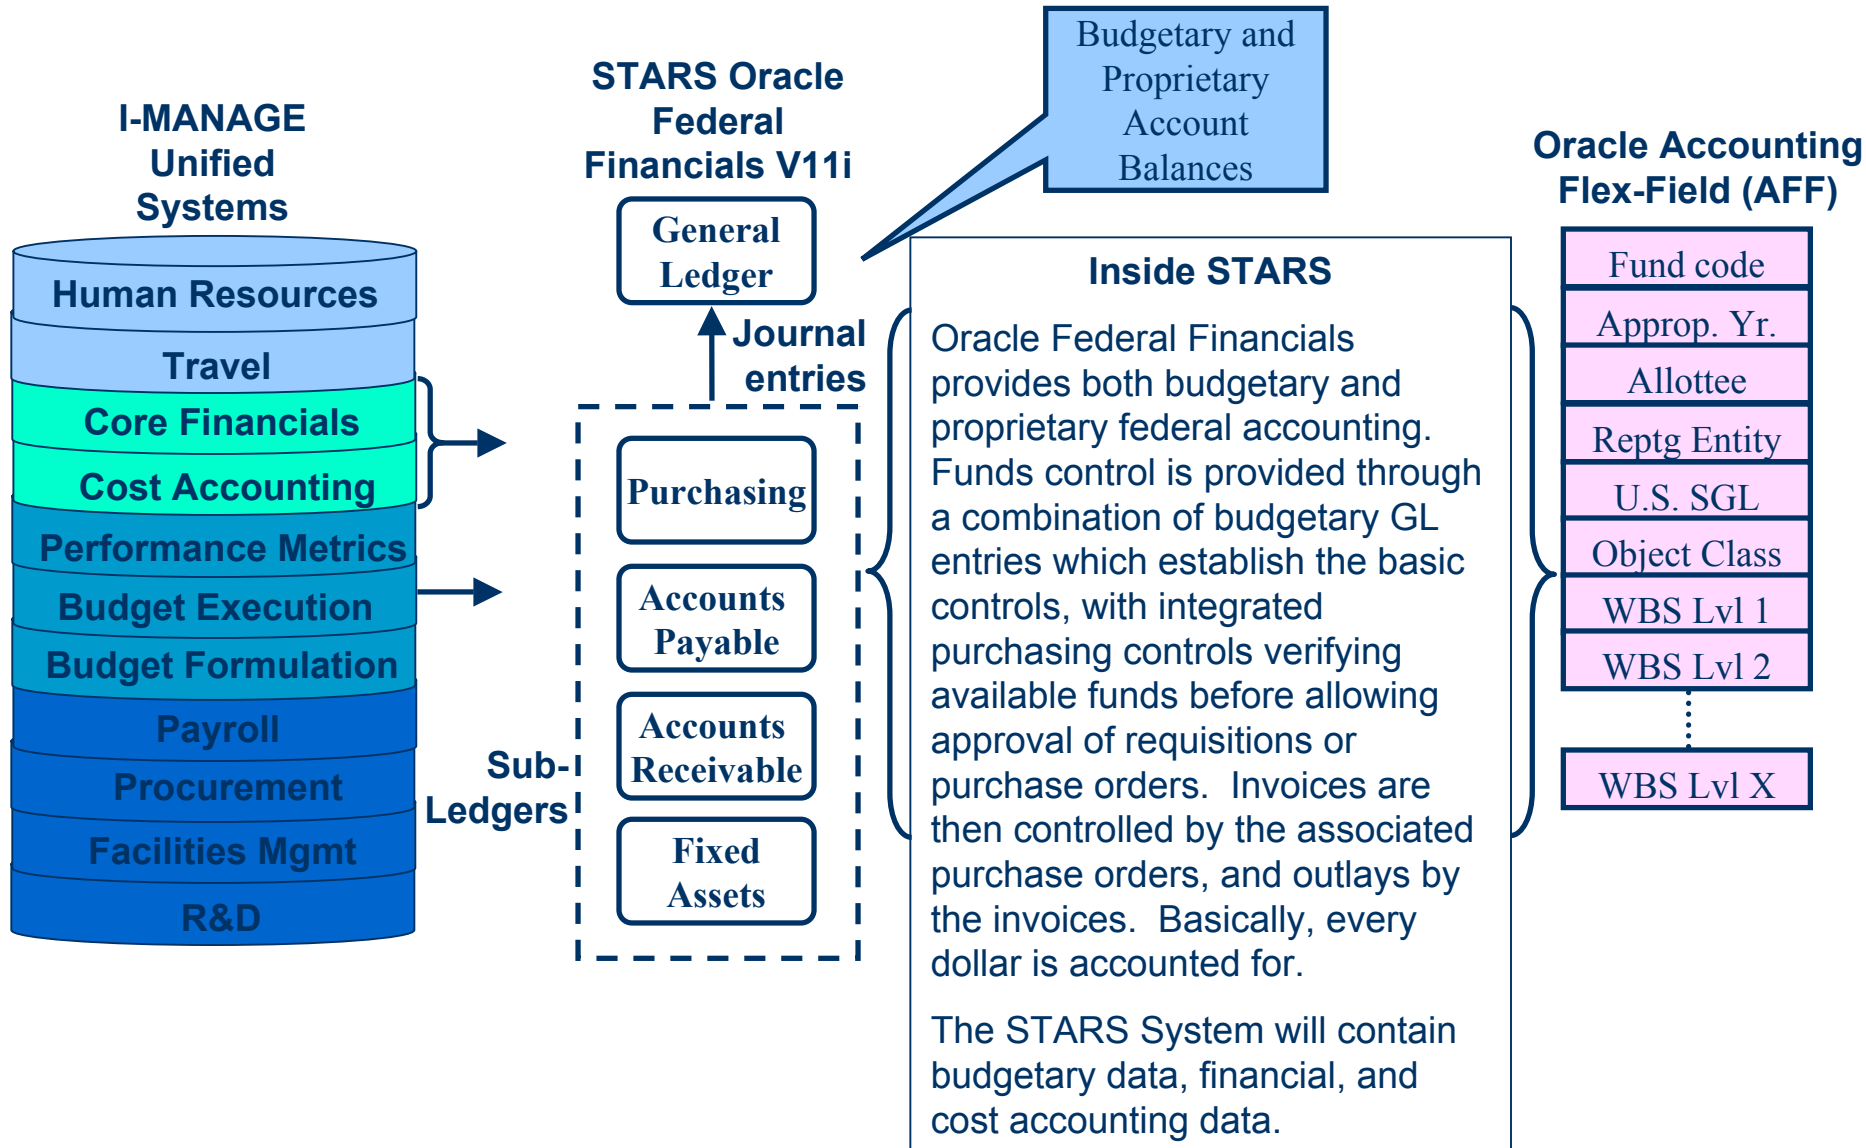 I-MANAGE
Unified
Systems
Human Resources
Travel
Core Financials
Cost Accounting
Performance Metrics
Budget Execution
Budget Formulation
Payroll
Procurement
Facilities Mgmt
R&D
STARS Oracle
Federal
Financials V11i
General
Ledger
Journal
entries
Purchasing
Accounts
Payable
Accounts
Receivable
Fixed
Assets
Sub-
Ledgers
Budgetary and
Proprietary
Account
Balances
Inside STARS
Oracle Federal Financials
provides both budgetary and
proprietary federal accounting.
Funds control is provided through
a combination of budgetary GL
entries which establish the basic
controls, with integrated
purchasing controls verifying
available funds before allowing
approval of requisitions or
purchase orders.  Invoices are
then controlled by the associated
purchase orders, and outlays by
the invoices.  Basically, every
dollar is accounted for.
The STARS System will contain
budgetary data, financial, and
cost accounting data.
Oracle Accounting
Flex-Field (AFF)
Fund code
Approp. Yr.
Allottee
Reptg Entity
U.S. SGL
Object Class
WBS Lvl 1
WBS Lvl 2
WBS Lvl X